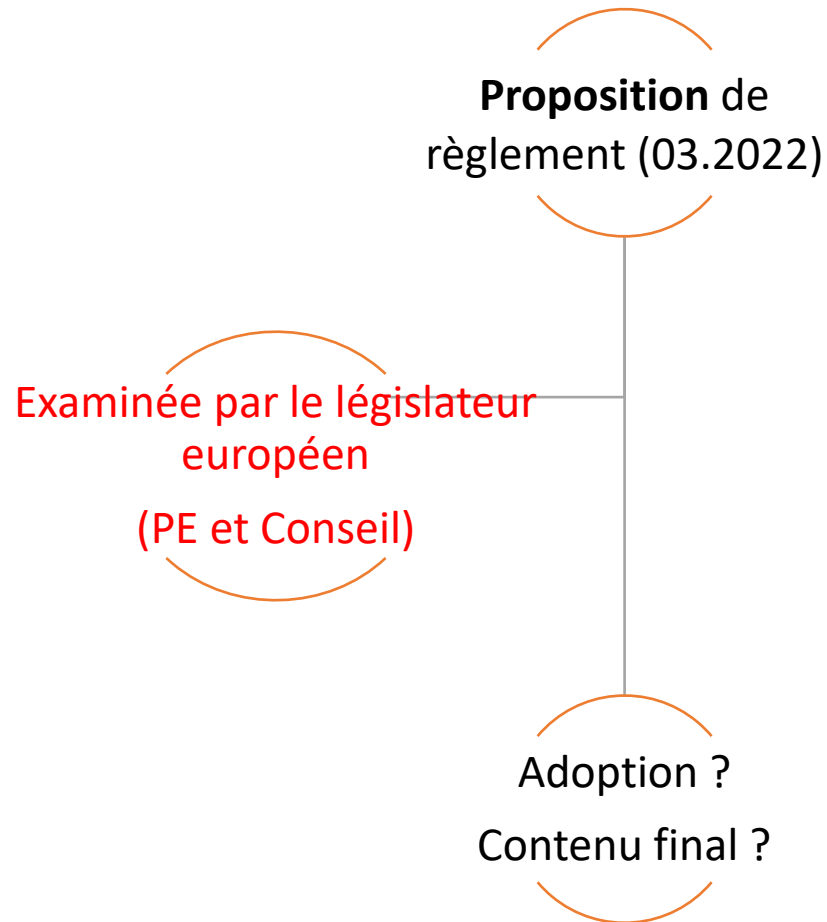 Proposition de
règlement (03.2022)
Examinée par le législateur
européen
(PE et Conseil)
Adoption ?
Contenu final ?